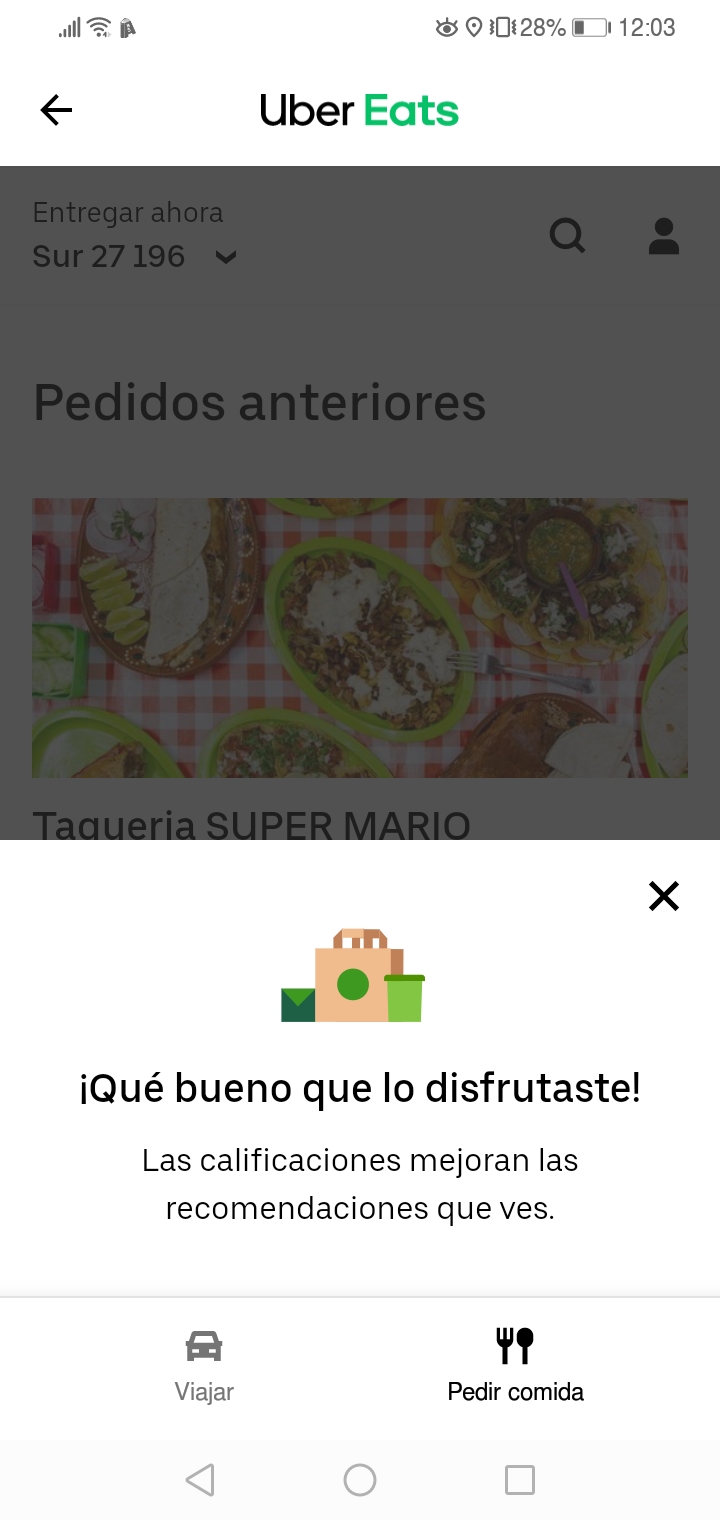 28% 12:03
Uber Eats
Entregar ahora
Sur 27 196
Pedidos anteriores
Taqueria SUPER MARIO
¡Qué bueno que lo disfrutaste!
Las calificaciones mejoran las
recomendaciones que ves.
Viajar Pedir comida